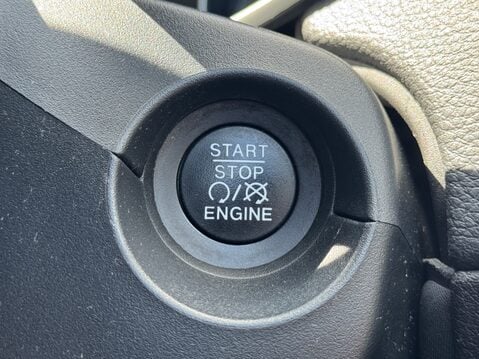 START
STOP
/
ENGINE